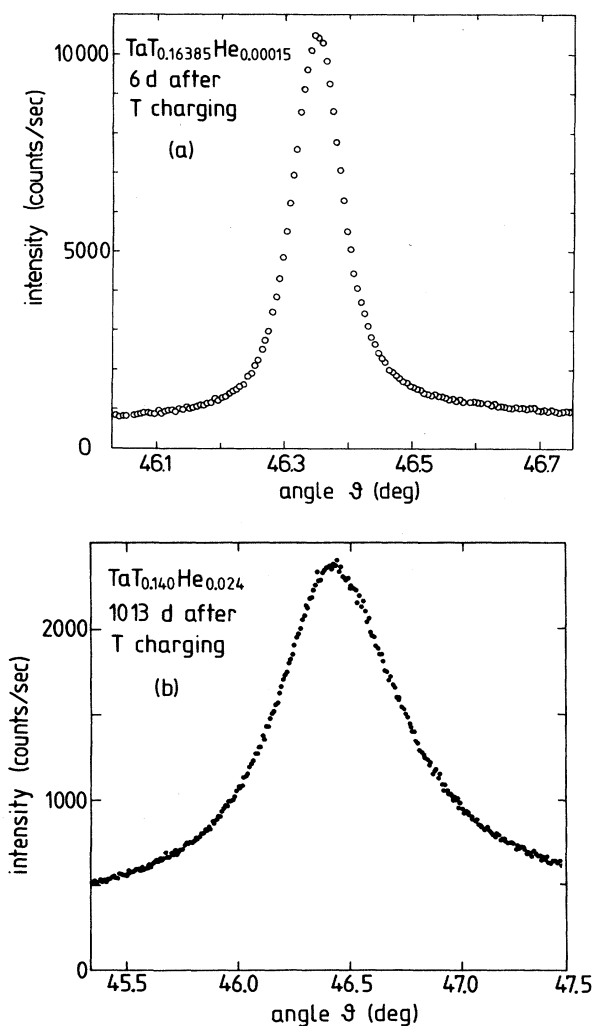 10000
5000
0
intensity (counts/sec)
TaT0.16385He0.00015
6 d after
T charging
(a)
46.1 46.3 46.5 46.7
angle ϑ (deg)
2000
1000
0
intensity (counts/sec)
TaT0.140He0.024
1013 d after
T charging
(b)
45.5 46.0 46.5 47.0 47.5
angle ϑ (deg)